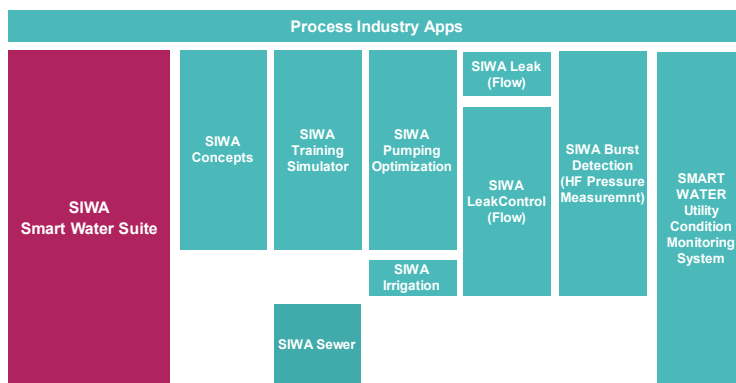 Process Industry Apps
SIWA
Smart Water Suite
SIWA
Concepts
SIWA
Training
Simulator
SIWA
Pumping
Optimization
SIWA
Irrigation
SIWA Sewer
SIWA Leak
(Flow)
SIWA
LeakControl
(Flow)
SIWA Burst
Detection
(HF Pressure
Measuremnt)
SMART
WATER
Utility
Condition
Monitoring
System